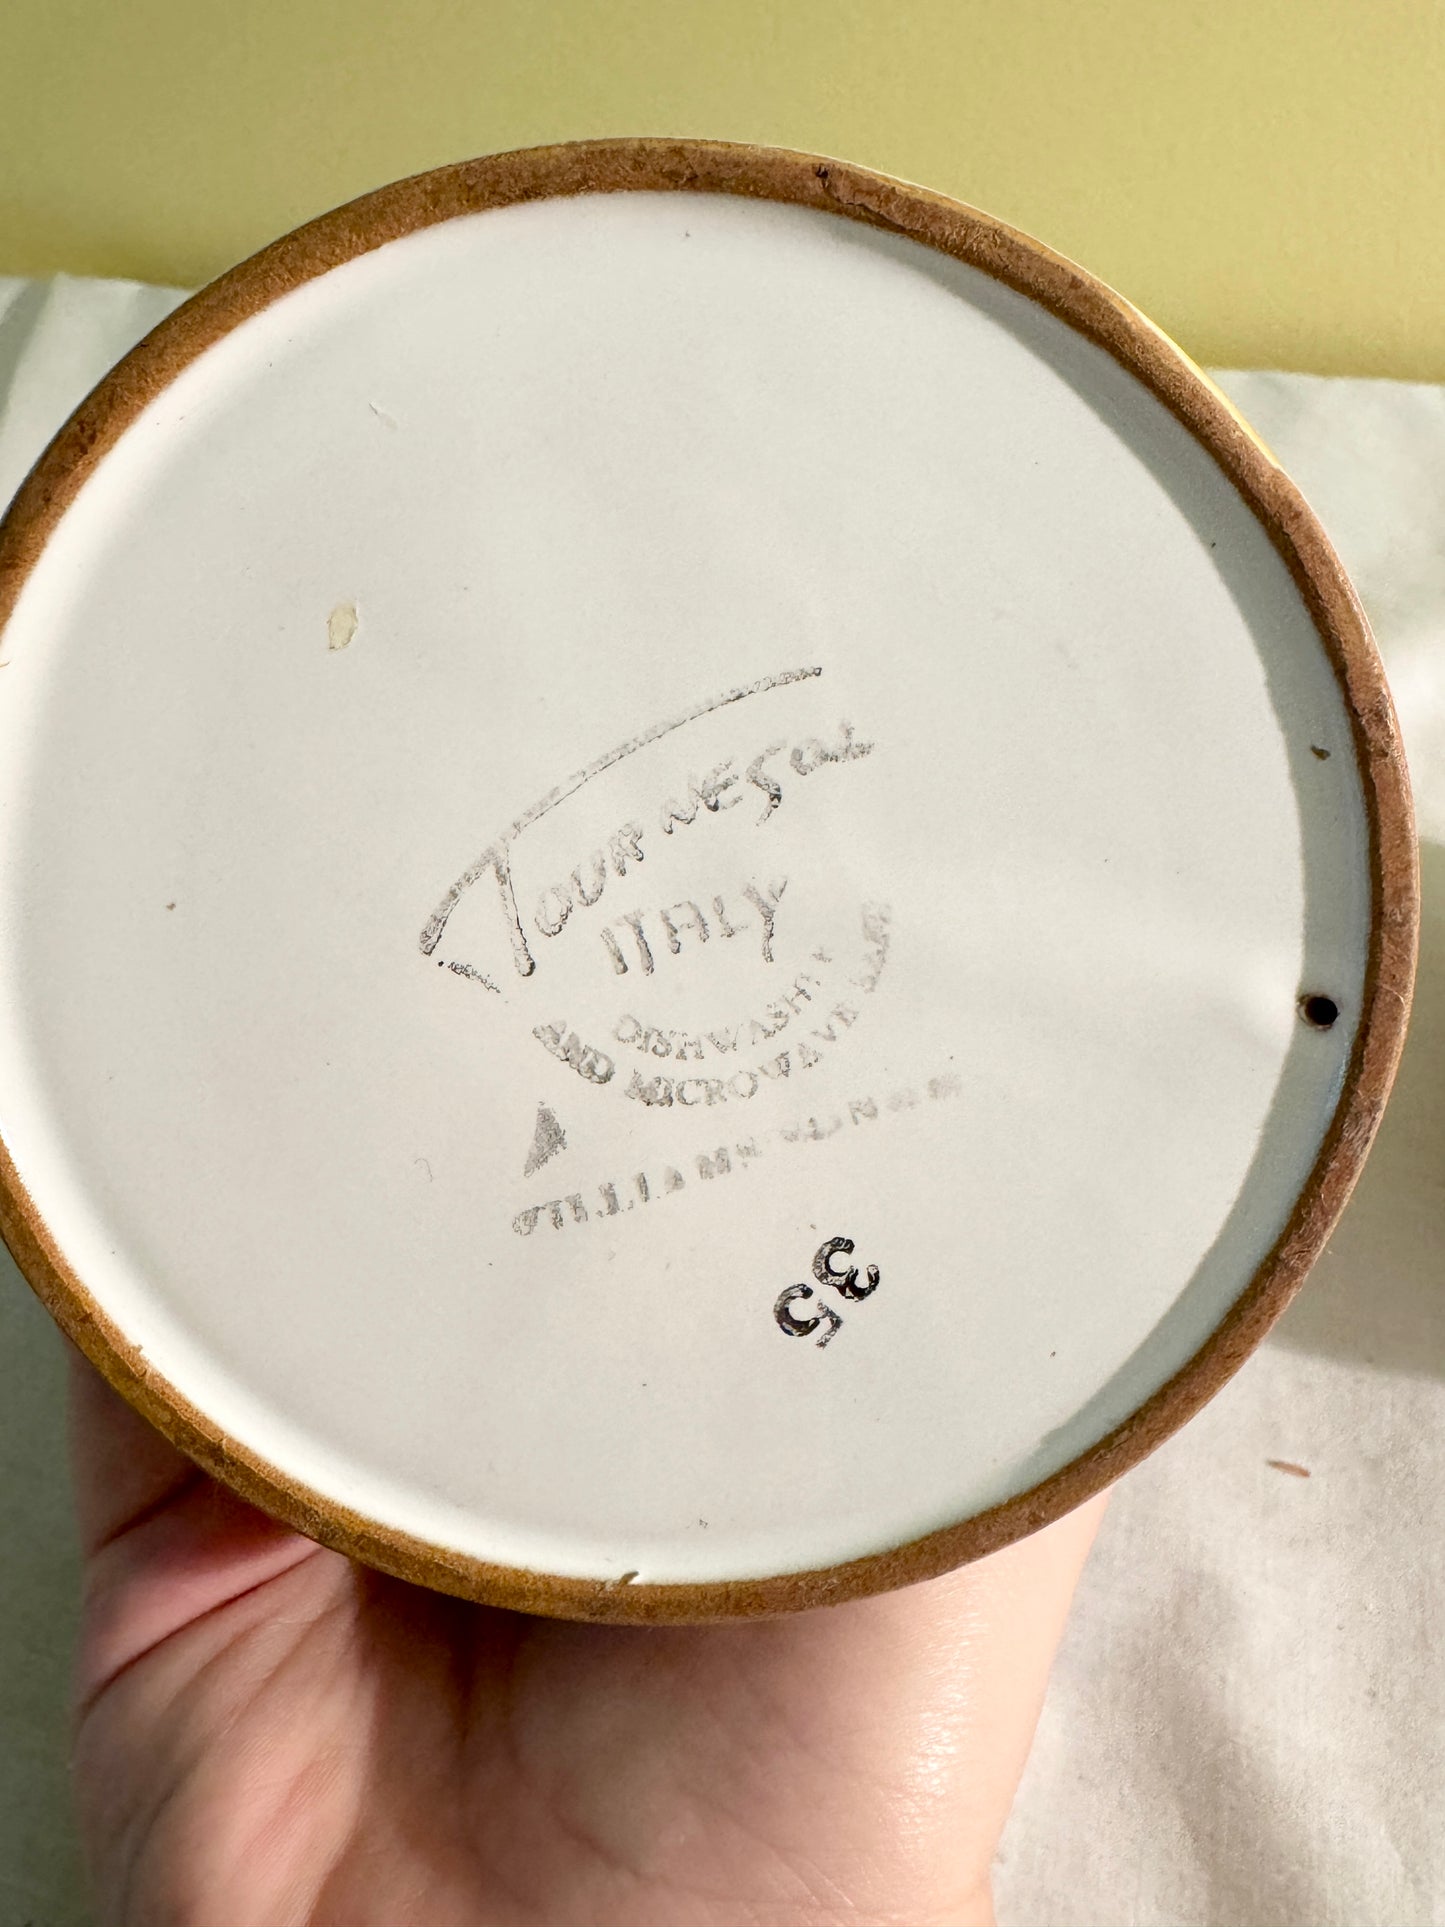 Tournesol
ITALY
DISHWASHER
AND MICROWAVE SAFE
WILLIAMS-SONOMA
35